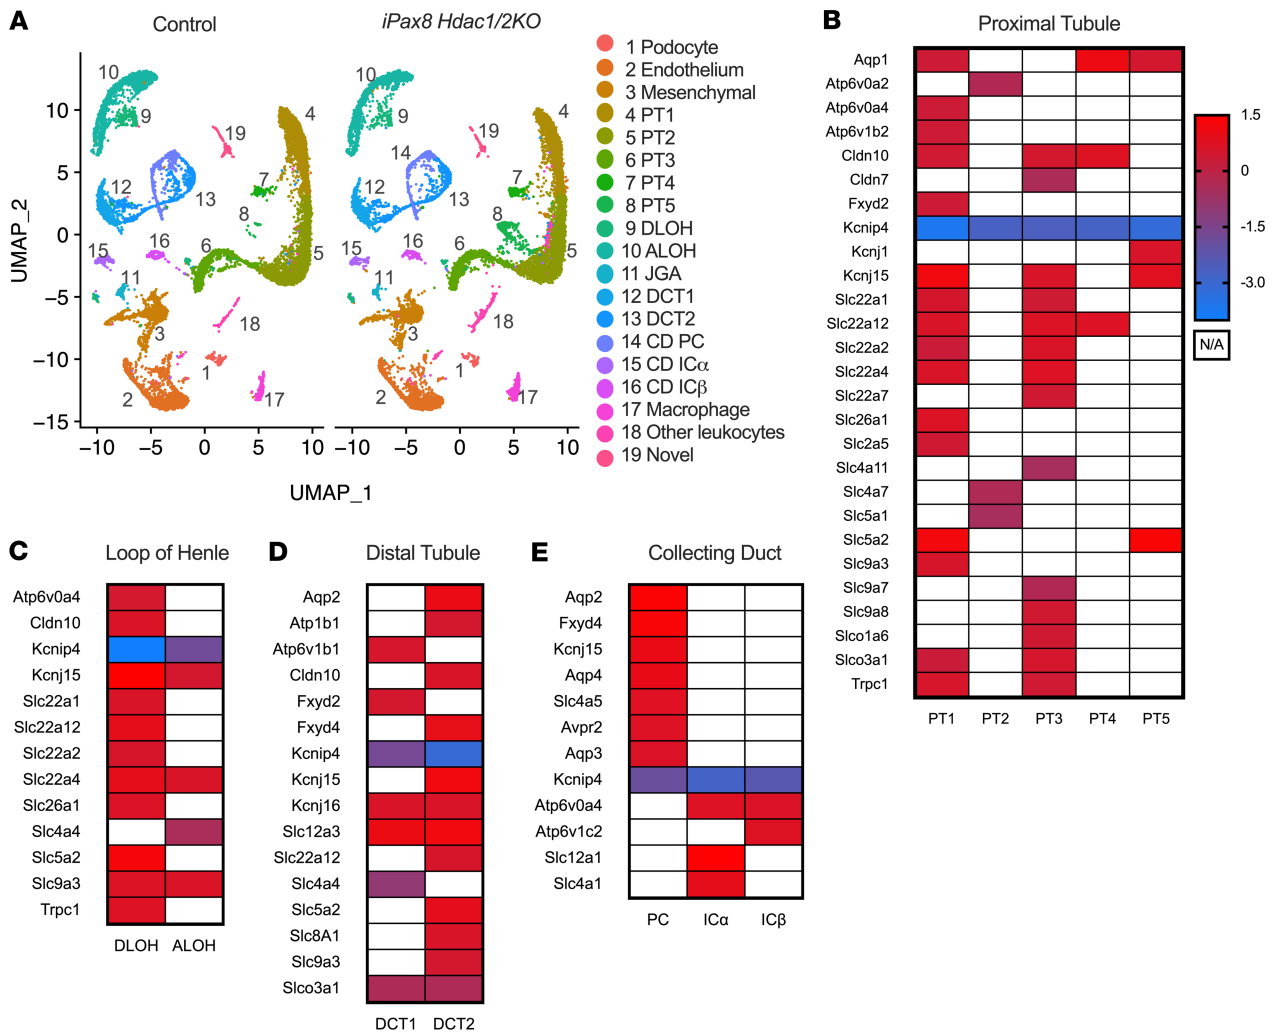 A
Control
iPax8 Hdac1/2KO
UMAP_2
10
5
0
−5
−10
−15
10
9
19
4
12
13
7
8
15
16
6
5
11
3
18
1
2
17
10
9
19
4
14
12
13
7
8
15
16
6
5
11
3
18
1
2
17
−10 −5 0 5 10
−10 −5 0 5 10
UMAP_1
1 Podocyte
2 Endothelium
3 Mesenchymal
4 PT1
5 PT2
6 PT3
7 PT4
8 PT5
9 DLOH
10 ALOH
11 JGA
12 DCT1
13 DCT2
14 CD PC
15 CD ICα
16 CD ICβ
17 Macrophage
18 Other leukocytes
19 Novel
B
Proximal Tubule
Aqp1
Atp6v0a2
Atp6v0a4
Atp6v1b2
Cldn10
Cldn7
Fxyd2
Kcnip4
Kcnj1
Kcnj15
Slc22a1
Slc22a12
Slc22a2
Slc22a4
Slc22a7
Slc26a1
Slc2a5
Slc4a11
Slc4a7
Slc5a1
Slc5a2
Slc9a3
Slc9a7
Slc9a8
Slco1a6
Slco3a1
Trpc1
PT1 PT2 PT3 PT4 PT5
1.5
0
-1.5
-3.0
N/A
C
Loop of Henle
Atp6v0a4
Cldn10
Kcnip4
Kcnj15
Slc22a1
Slc22a12
Slc22a2
Slc22a4
Slc26a1
Slc4a4
Slc5a2
Slc9a3
Trpc1
DLOH ALOH
D
Distal Tubule
Aqp2
Atp1b1
Atp6v1b1
Cldn10
Fxyd2
Fxyd4
Kcnip4
Kcnj15
Kcnj16
Slc12a3
Slc22a12
Slc4a4
Slc5a2
Slc8A1
Slc9a3
Slco3a1
DCT1 DCT2
E
Collecting Duct
Aqp2
Fxyd4
Kcnj15
Aqp4
Slc4a5
Avpr2
Aqp3
Kcnip4
Atp6v0a4
Atp6v1c2
Slc12a1
Slc4a1
PC ICα ICβ